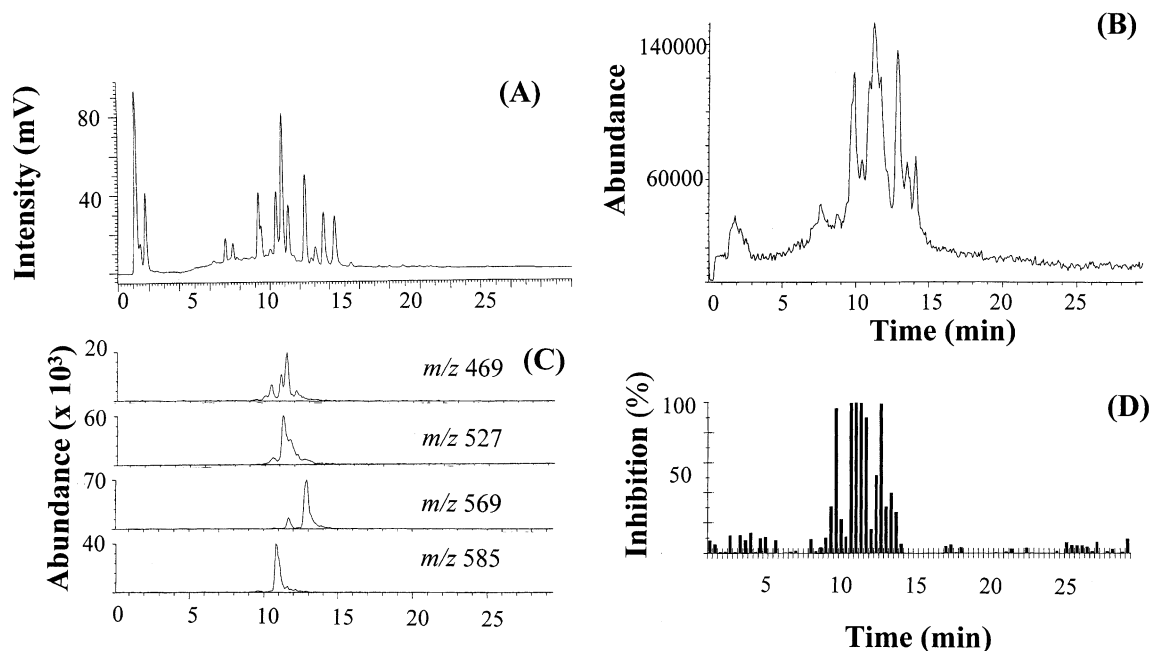 (A)
Intensity (mV)
80
40
0 5 10 15 20 25
(B)
Abundance
140000
60000
0 5 10 15 20 25
Time (min)
(C)
Abundance (x 10³)
20
m/z 469
60
m/z 527
70
m/z 569
40
m/z 585
0 5 10 15 20 25
(D)
Inhibition (%)
100
50
5 10 15 20 25
Time (min)